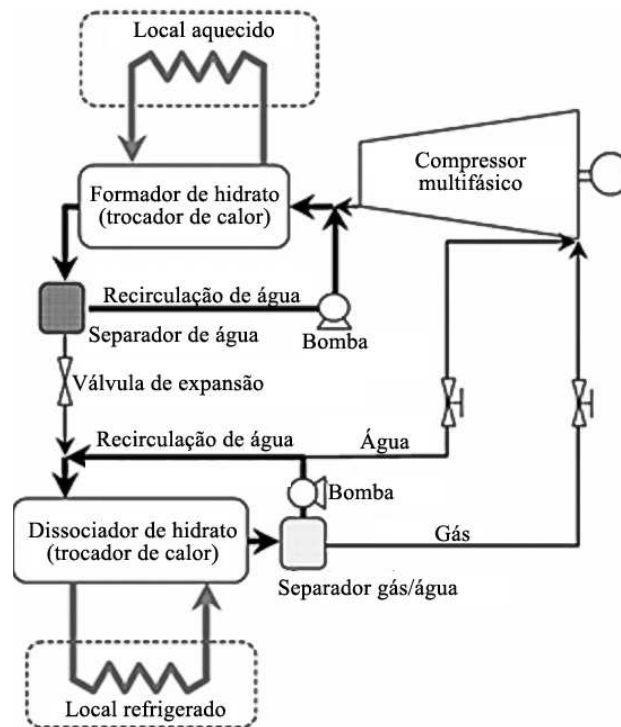 Local aquecido
Compressor
multifásico
Formador de hidrato
(trocador de calor)
Recirculação de água
Separador de água
Bomba
Válvula de expansão
Recirculação de água
Água
Bomba
Dissociador de hidrato
(trocador de calor)
Gás
Separador gás/água
Local refrigerado